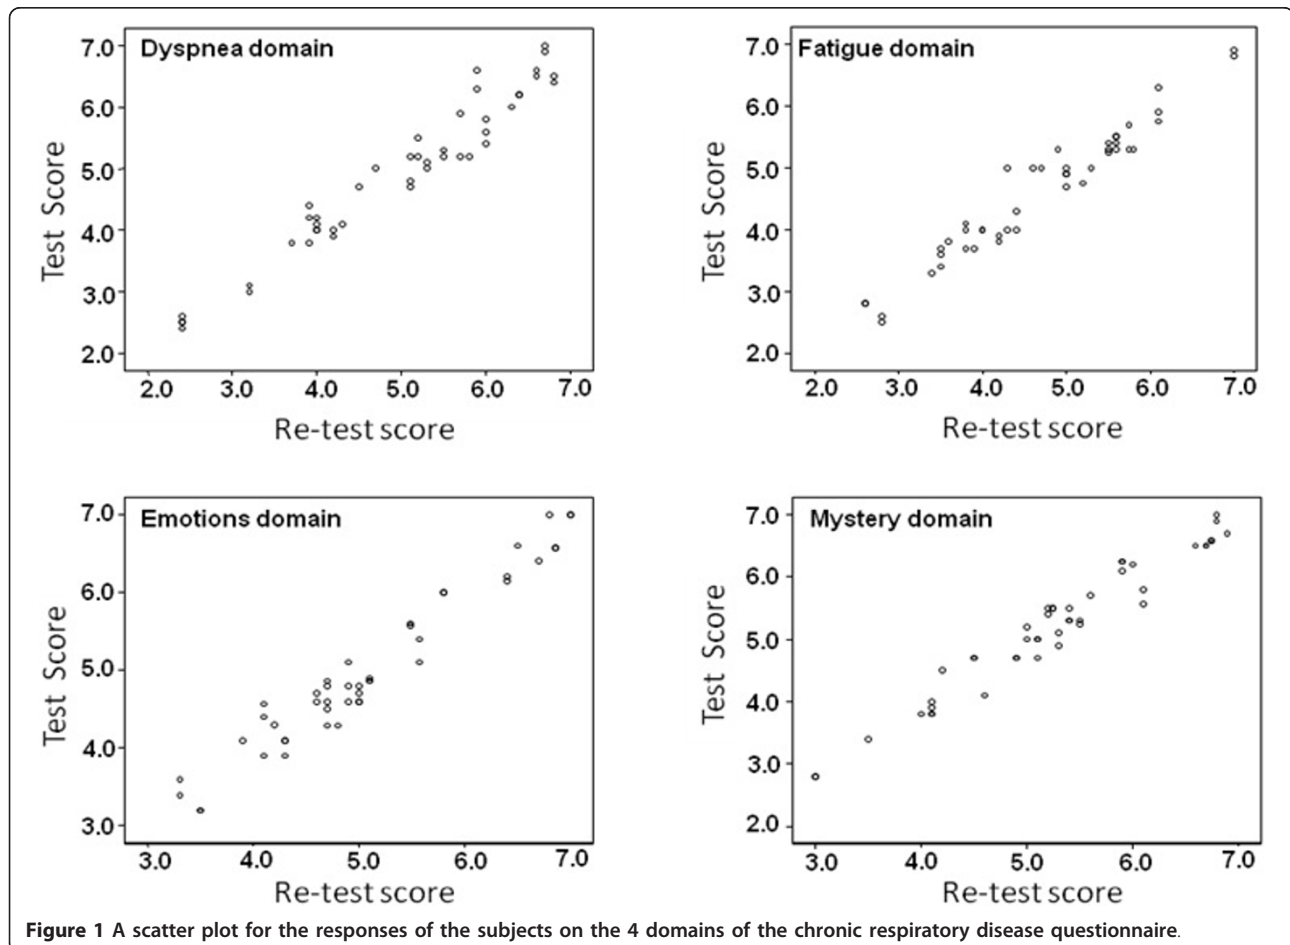 Dyspnea domain
7.0
6.0
5.0
4.0
3.0
2.0
Test Score
2.0 3.0 4.0 5.0 6.0 7.0
Re-test score
Fatigue domain
7.0
6.0
5.0
4.0
3.0
2.0
Test Score
2.0 3.0 4.0 5.0 6.0 7.0
Re-test score
Emotions domain
7.0
6.0
5.0
4.0
3.0
Test Score
3.0 4.0 5.0 6.0 7.0
Re-test score
Mystery domain
7.0
6.0
5.0
4.0
3.0
2.0
Test Score
3.0 4.0 5.0 6.0 7.0
Re-test score
Figure 1 A scatter plot for the responses of the subjects on the 4 domains of the chronic respiratory disease questionnaire.